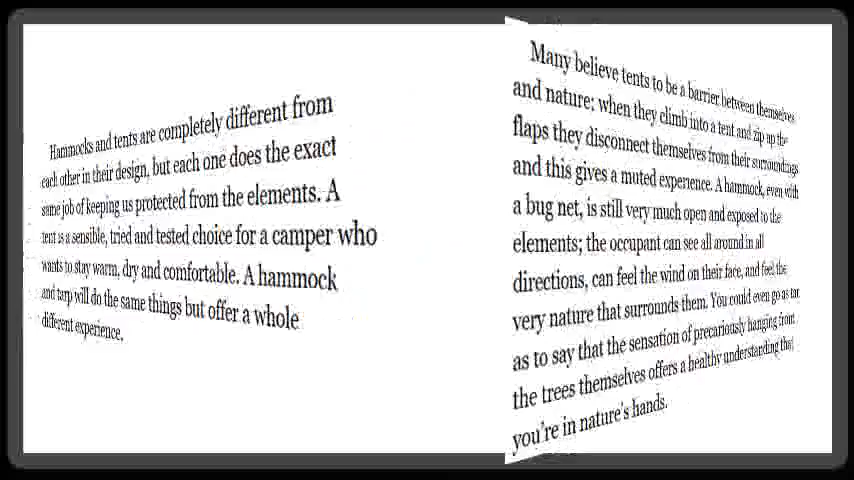 Hammocks and tents are completely different from
each other in their design, but each one does the exact
same job of keeping us protected from the elements. A
tent is a sensible, tried and tested choice for a camper who
wants to stay warm, dry and comfortable. A hammock
and tarp will do the same things but offer a whole
different experience.
Many believe tents to be a barrier between themselves
and nature; when they climb into a tent and zip up the
flaps they disconnect themselves from their surroundings
and this gives a muted experience. A hammock, even with
a bug net, is still very much open and exposed to the
elements; the occupant can see all around in all
directions, can feel the wind on their face, and feel the
very nature that surrounds them. You could even go as far
as to say that the sensation of precariously hanging from
the trees themselves offers a healthy understanding that
you're in nature's hands.